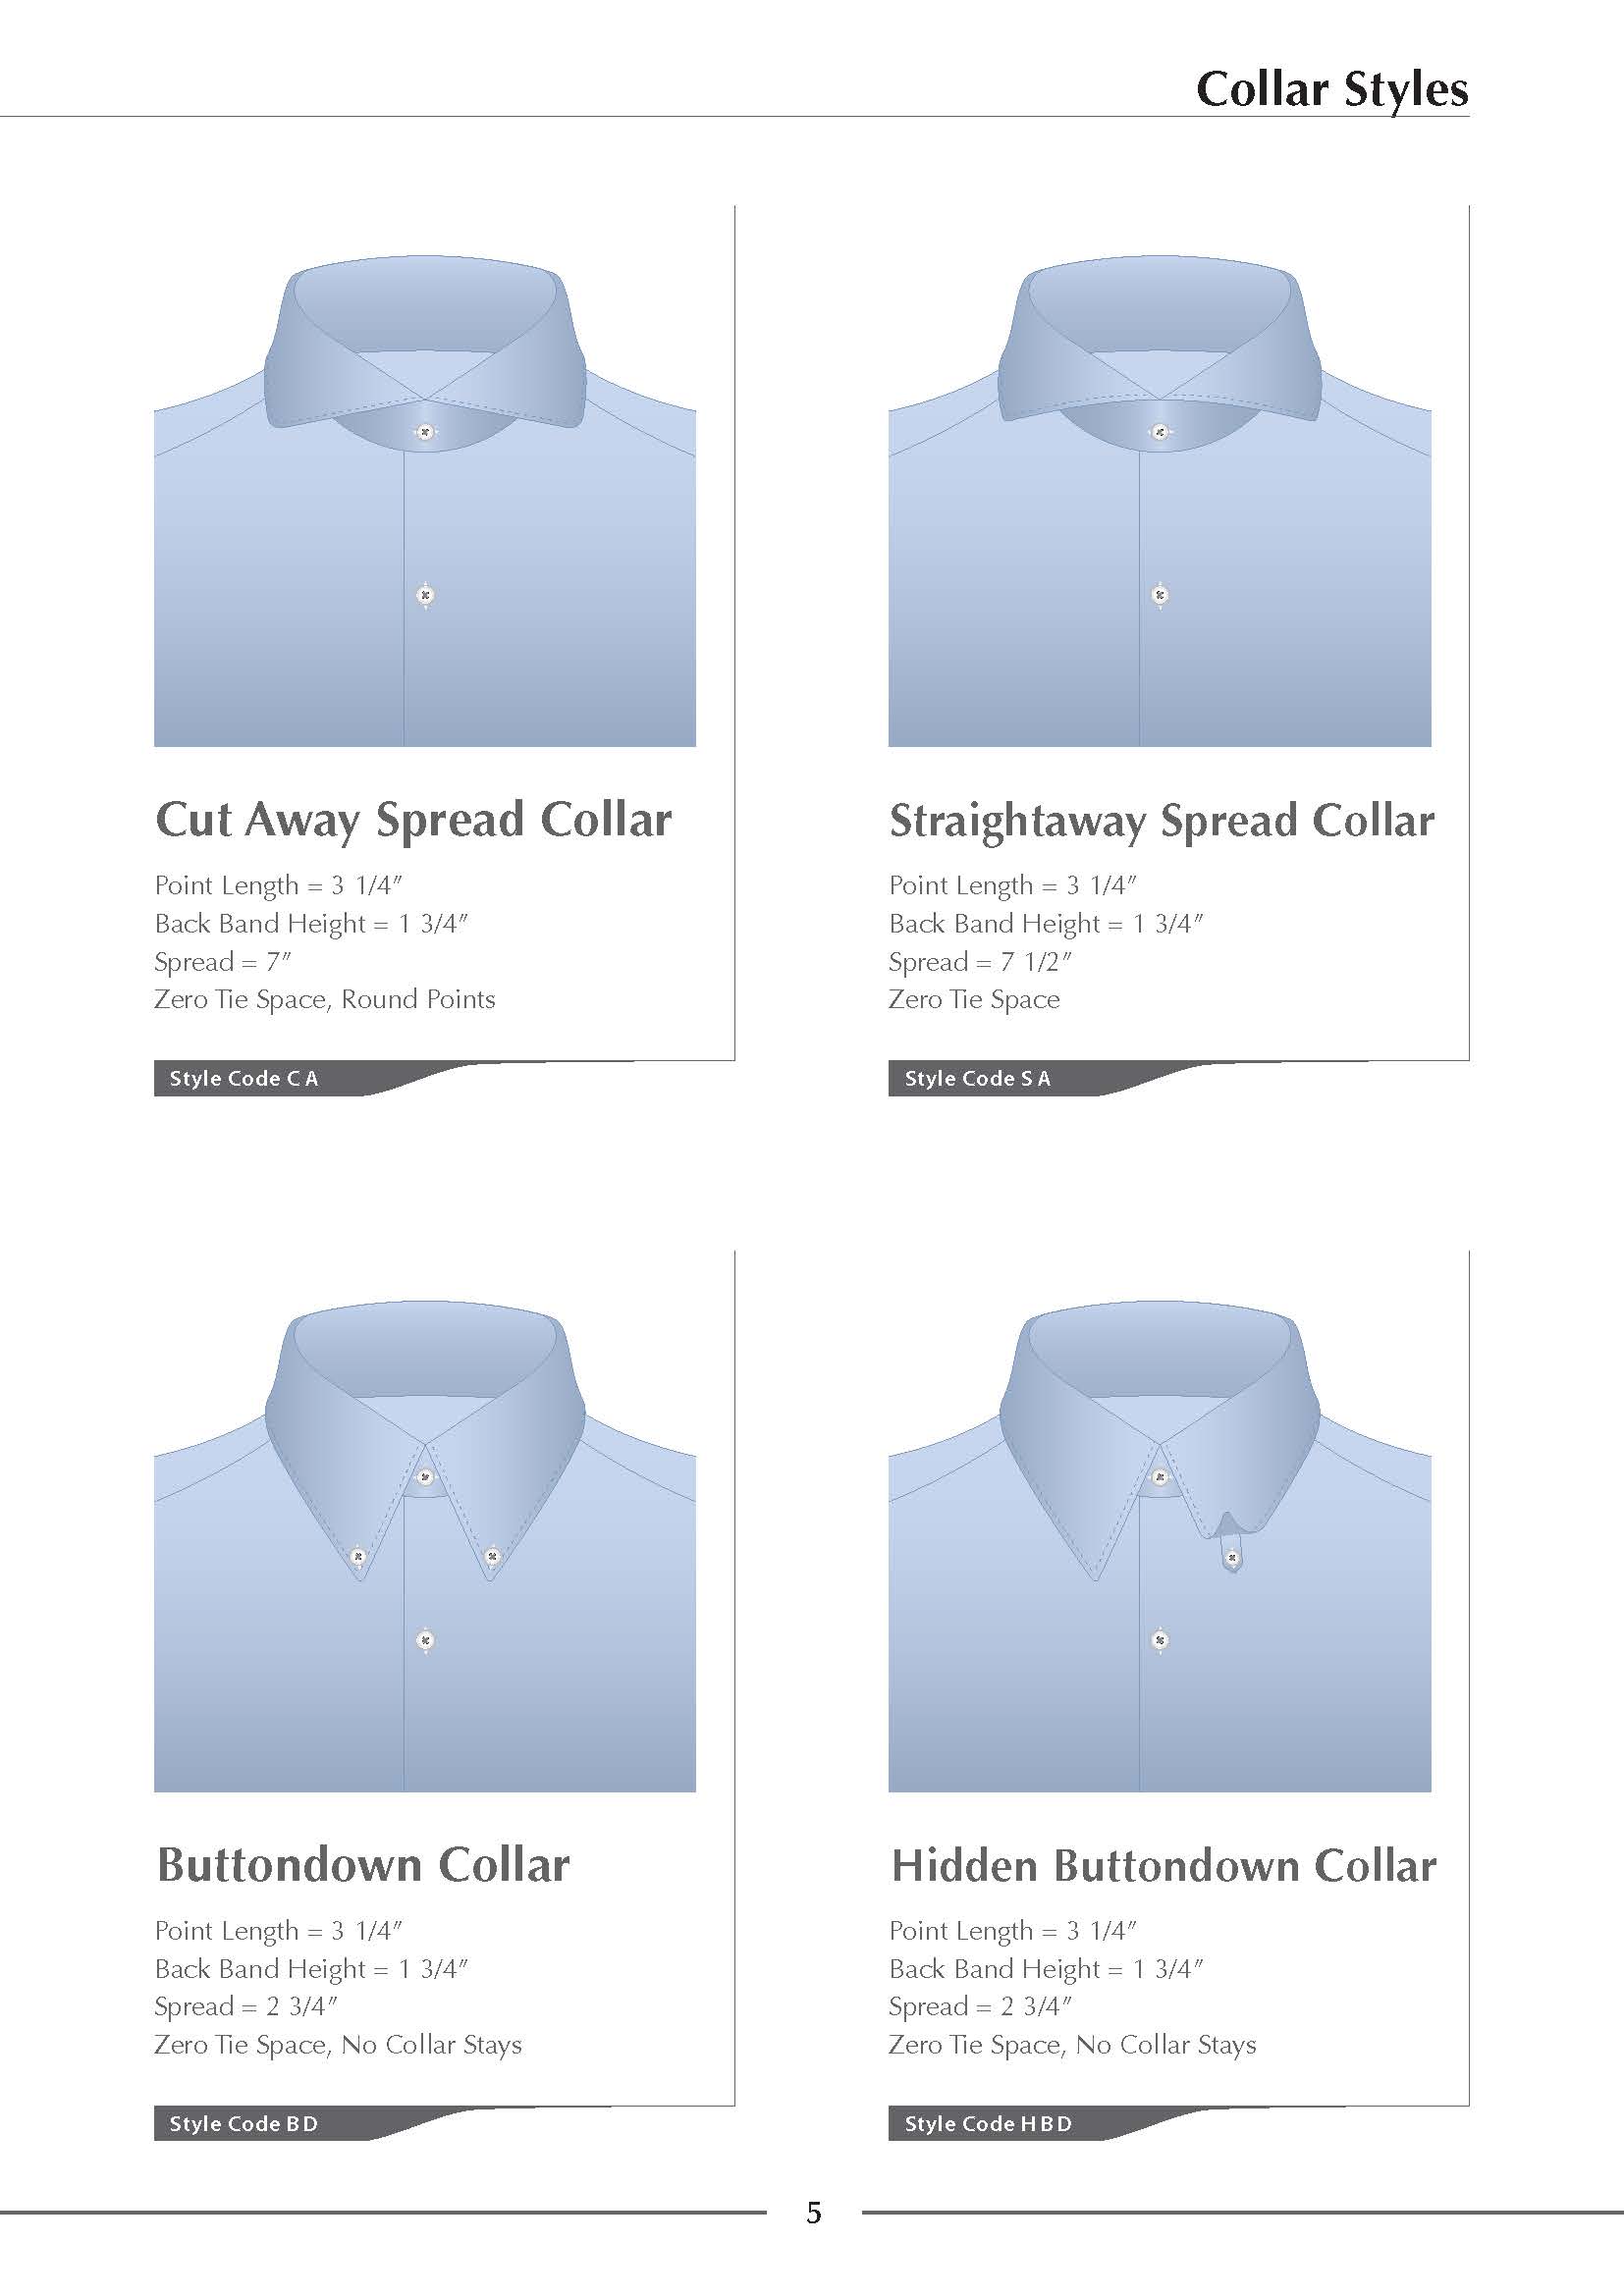 Collar Styles
Cut Away Spread Collar
Point Length = 3 1/4”
Back Band Height = 1 3/4”
Spread = 7”
Zero Tie Space, Round Points
Style Code C A
Straightaway Spread Collar
Point Length = 3 1/4”
Back Band Height = 1 3/4”
Spread = 7 1/2”
Zero Tie Space
Style Code S A
Buttondown Collar
Point Length = 3 1/4”
Back Band Height = 1 3/4”
Spread = 2 3/4”
Zero Tie Space, No Collar Stays
Style Code B D
Hidden Buttondown Collar
Point Length = 3 1/4”
Back Band Height = 1 3/4”
Spread = 2 3/4”
Zero Tie Space, No Collar Stays
Style Code H B D
5